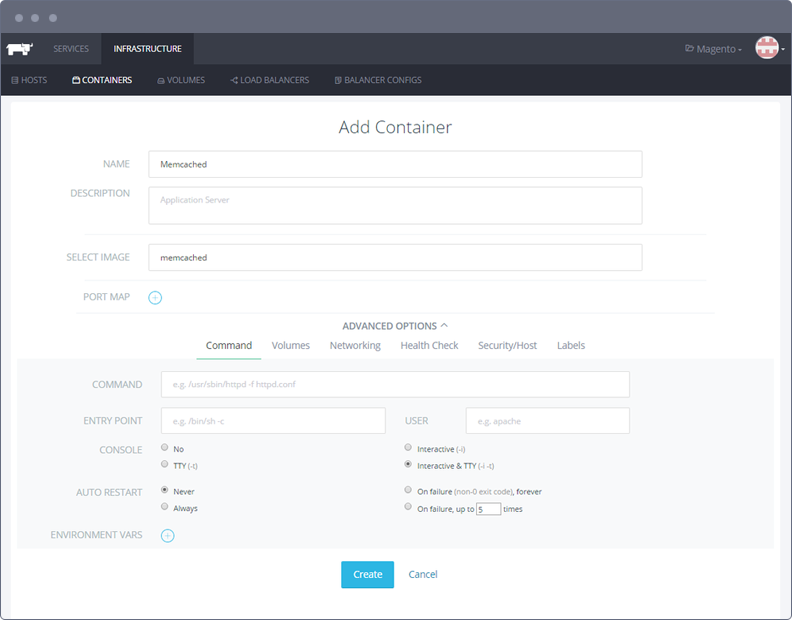 SERVICES INFRASTRUCTURE Magento
HOSTS CONTAINERS VOLUMES LOAD BALANCERS BALANCER CONFIGS
Add Container
NAME Memcached
DESCRIPTION Application Server
SELECT IMAGE memcached
PORT MAP
ADVANCED OPTIONS
Command Volumes Networking Health Check Security/Host Labels
COMMAND e.g. /usr/sbin/httpd -f httpd.conf
ENTRY POINT e.g. /bin/sh -c USER e.g. apache
CONSOLE No Interactive (-i)
TTY (-t) Interactive & TTY (-i -t)
AUTO RESTART Never On failure (non-0 exit code), forever
Always On failure, up to 5 times
ENVIRONMENT VARS
Create Cancel